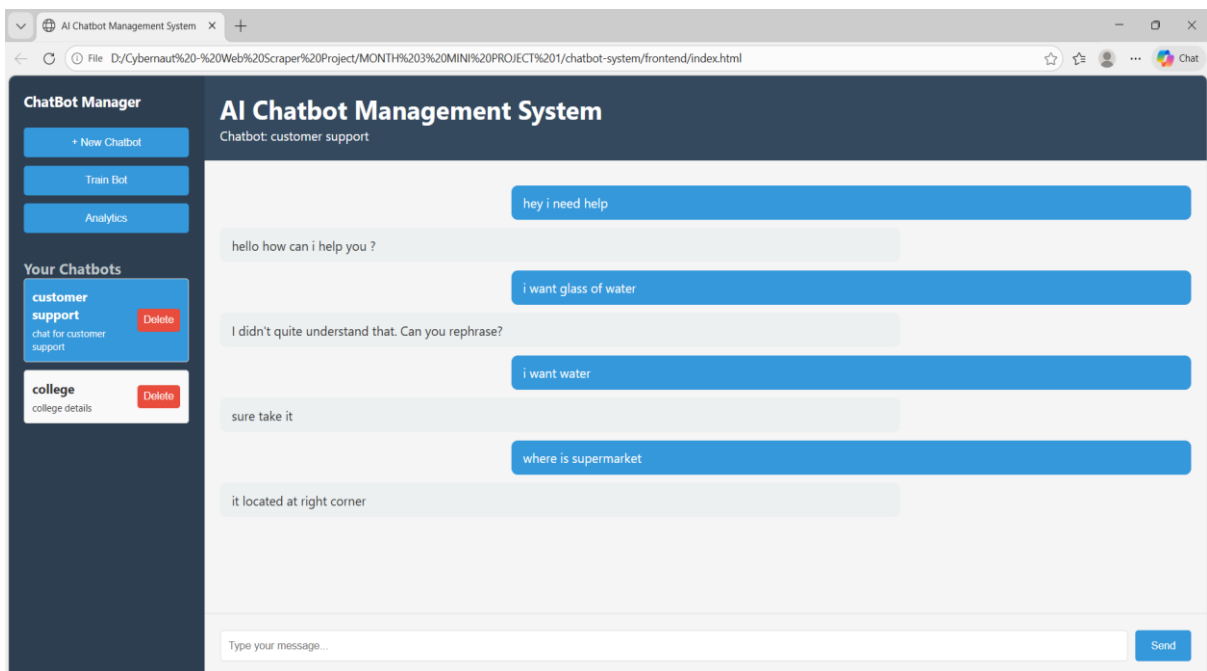 AI Chatbot Management System
File D:/Cybernaut%20-%20Web%20Scraper%20Project/MONTH%203%20MINI%20PROJECT%201/chatbot-system/frontend/index.html
Chat
ChatBot Manager
+ New Chatbot
Train Bot
Analytics
Your Chatbots
customer
support
chat for customer
support
Delete
college
college details
Delete
AI Chatbot Management System
Chatbot: customer support
hey i need help
hello how can i help you ?
i want glass of water
I didn't quite understand that. Can you rephrase?
i want water
sure take it
where is supermarket
it located at right corner
Type your message...
Send